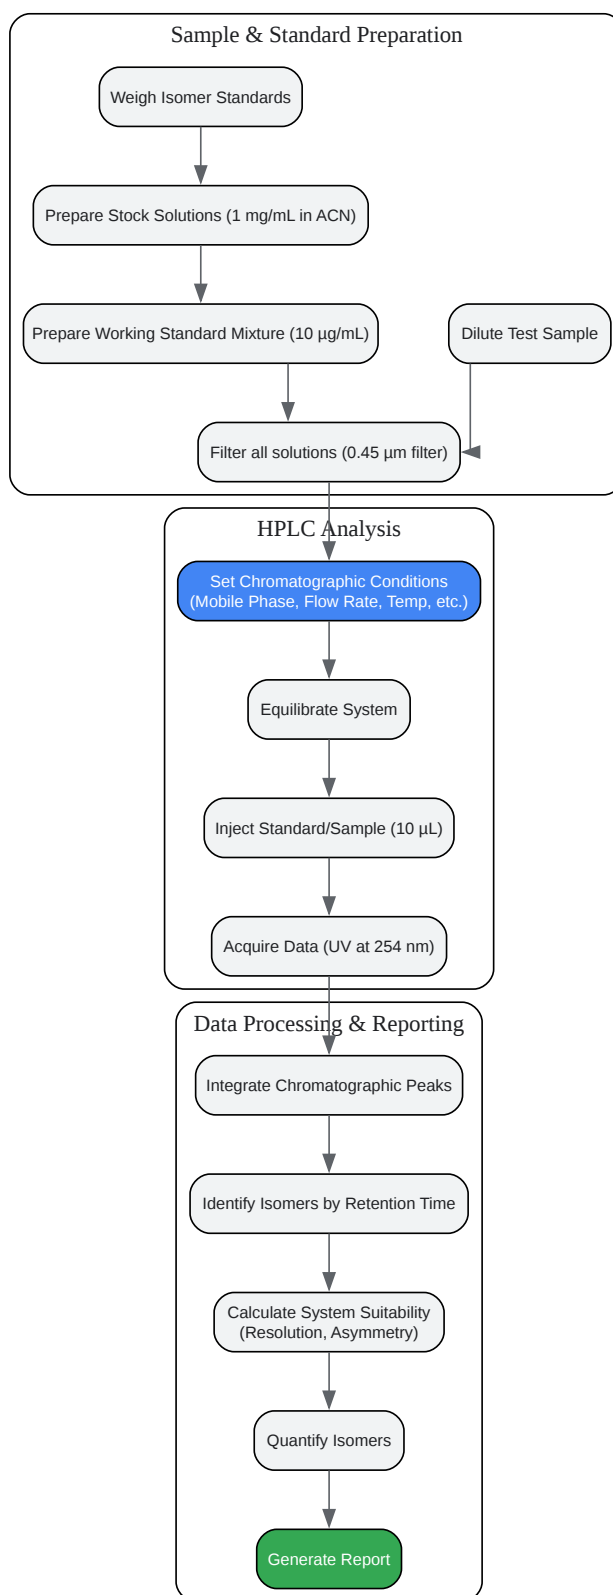 Sample & Standard Preparation
Weigh Isomer Standards
Prepare Stock Solutions (1 mg/mL in ACN)
Prepare Working Standard Mixture (10 µg/mL)
Dilute Test Sample
Filter all solutions (0.45 µm filter)
HPLC Analysis
Set Chromatographic Conditions
(Mobile Phase, Flow Rate, Temp, etc.)
Equilibrate System
Inject Standard/Sample (10 µL)
Acquire Data (UV at 254 nm)
Data Processing & Reporting
Integrate Chromatographic Peaks
Identify Isomers by Retention Time
Calculate System Suitability
(Resolution, Asymmetry)
Quantify Isomers
Generate Report